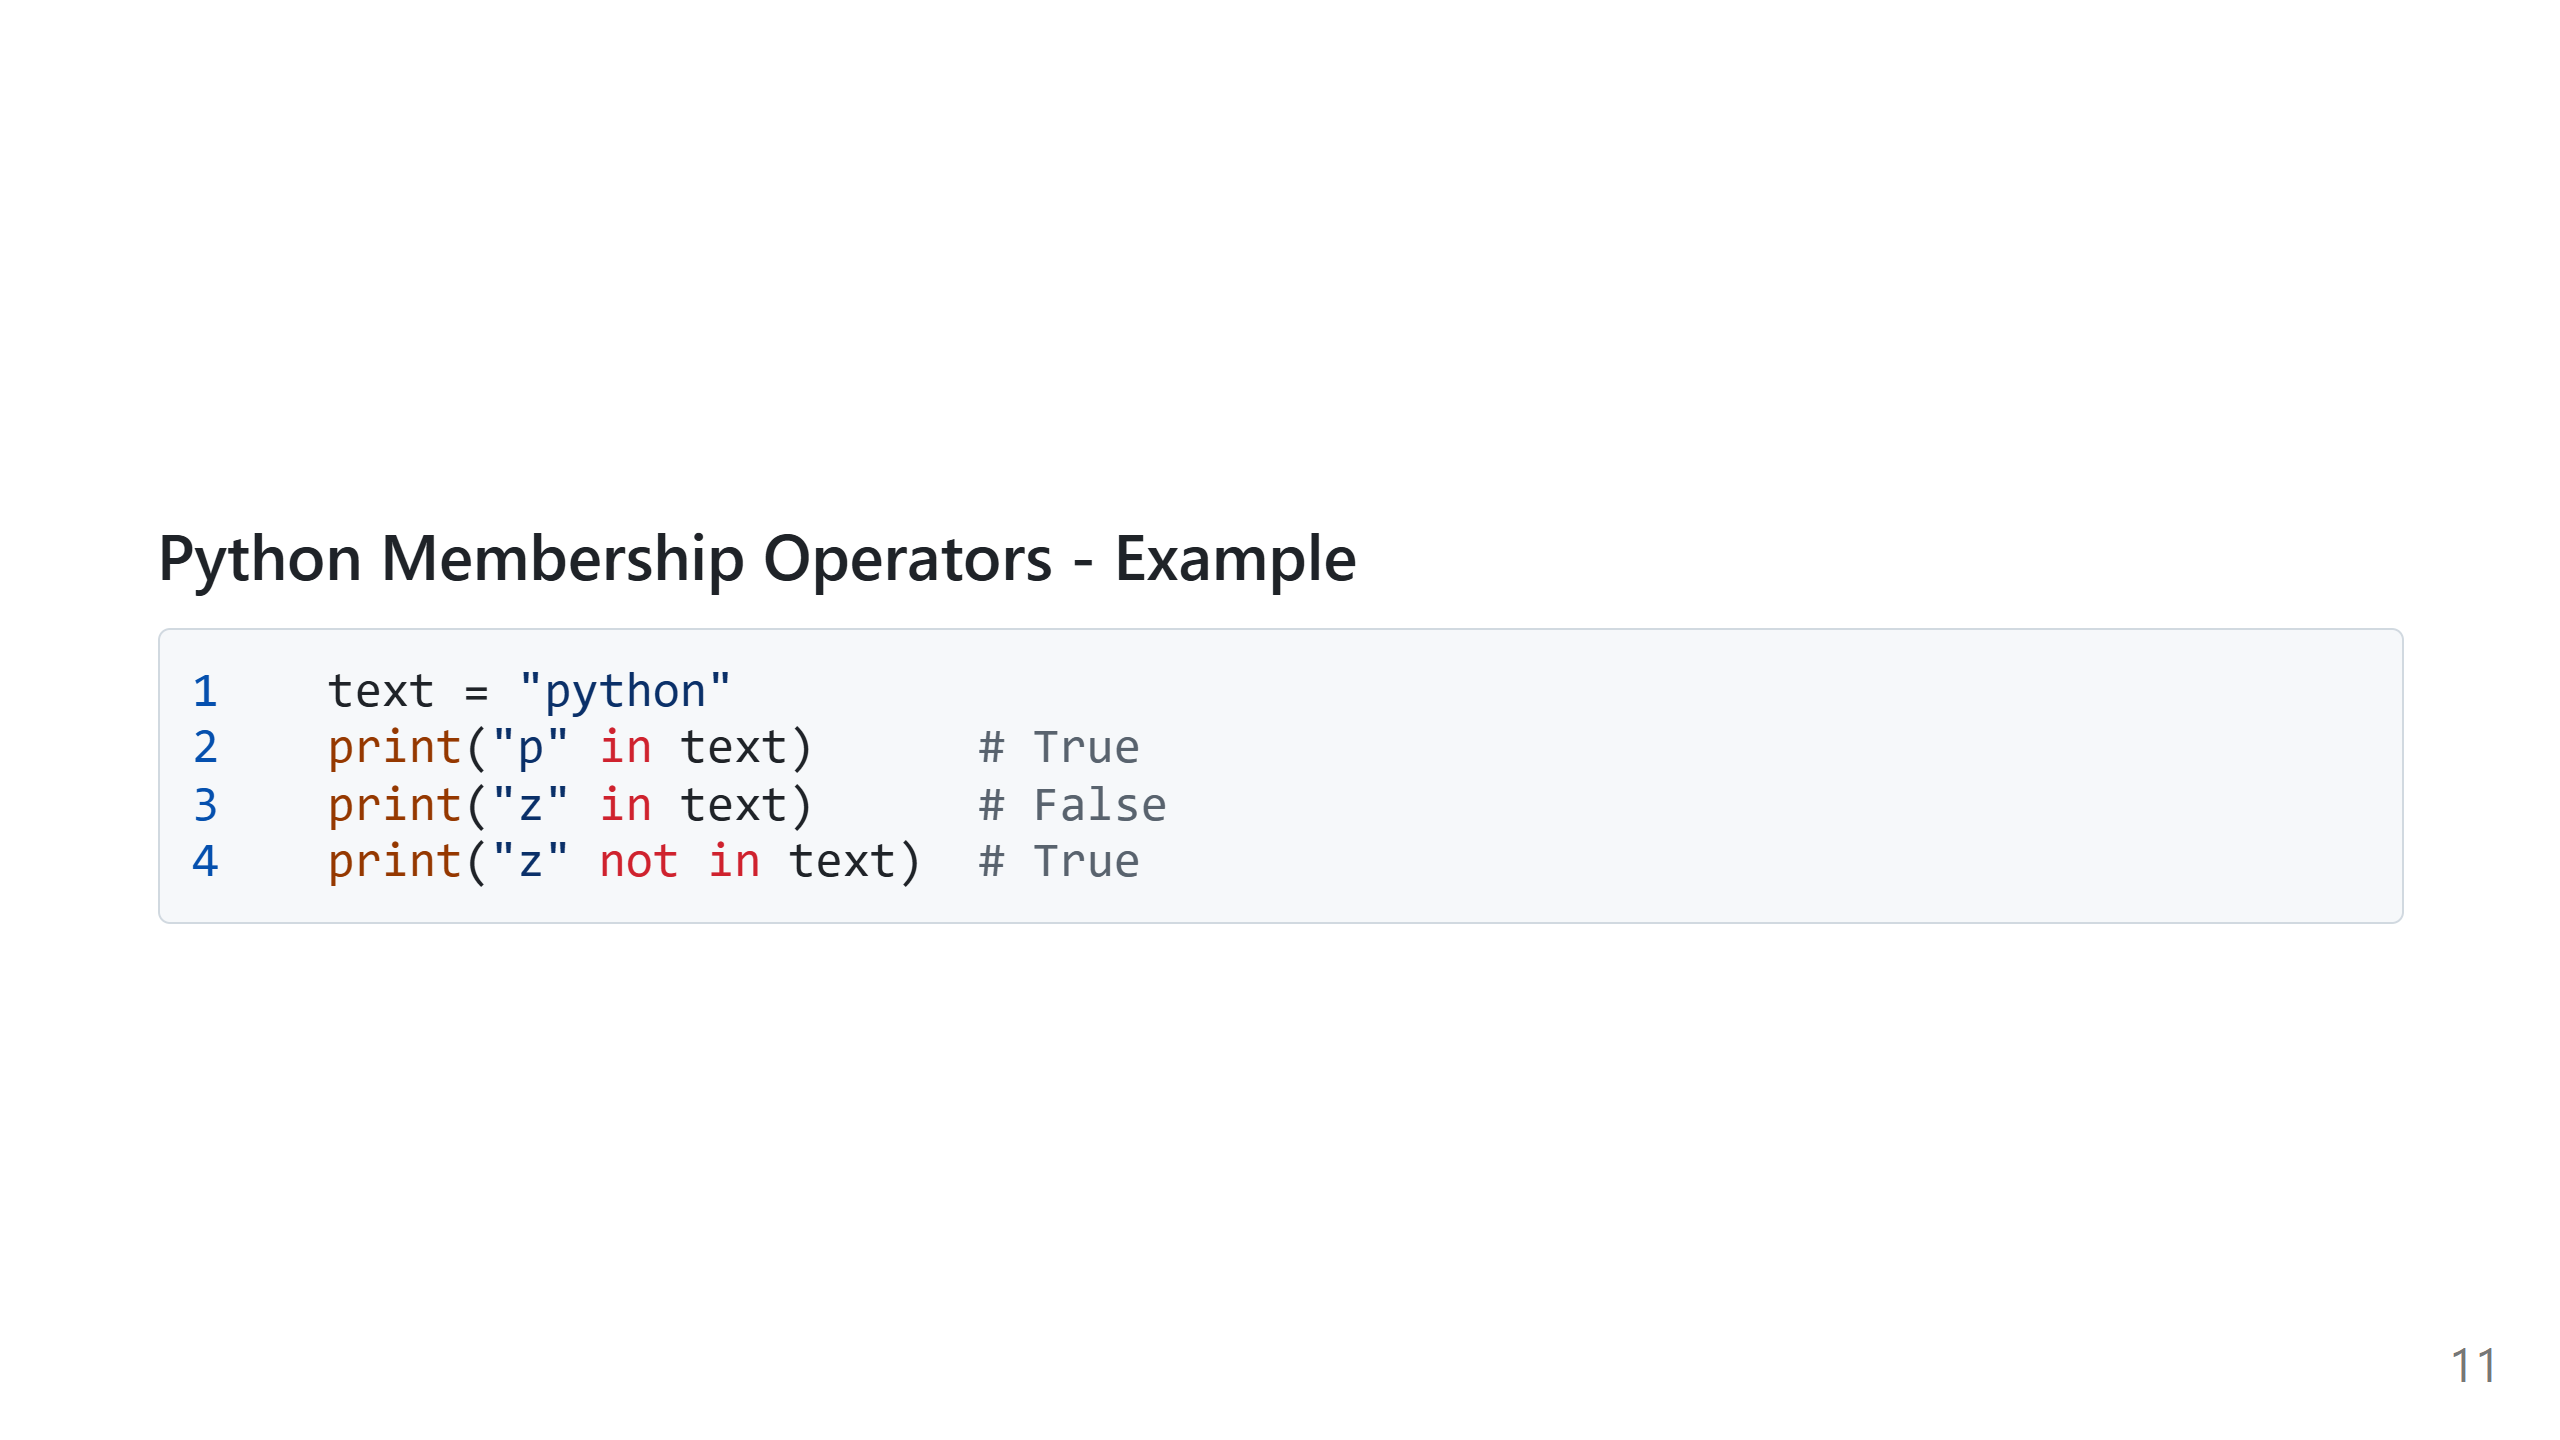 Python Membership Operators - Example
1    text = "python"
2    print("p" in text)      # True
3    print("z" in text)      # False
4    print("z" not in text)  # True
11